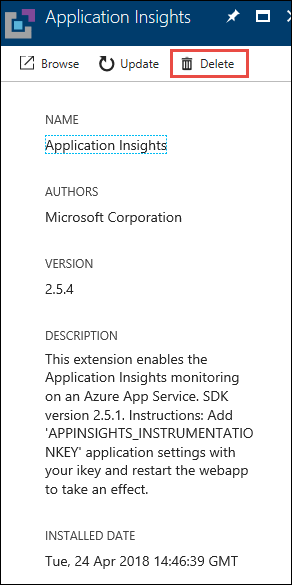 Application Insights
Browse Update Delete
NAME
Application Insights
AUTHORS
Microsoft Corporation
VERSION
2.5.4
DESCRIPTION
This extension enables the
Application Insights monitoring
on an Azure App Service. SDK
version 2.5.1. Instructions: Add
'APPINSIGHTS_INSTRUMENTATIO
NKEY' application settings with
your ikey and restart the webapp
to take an effect.
INSTALLED DATE
Tue, 24 Apr 2018 14:46:39 GMT